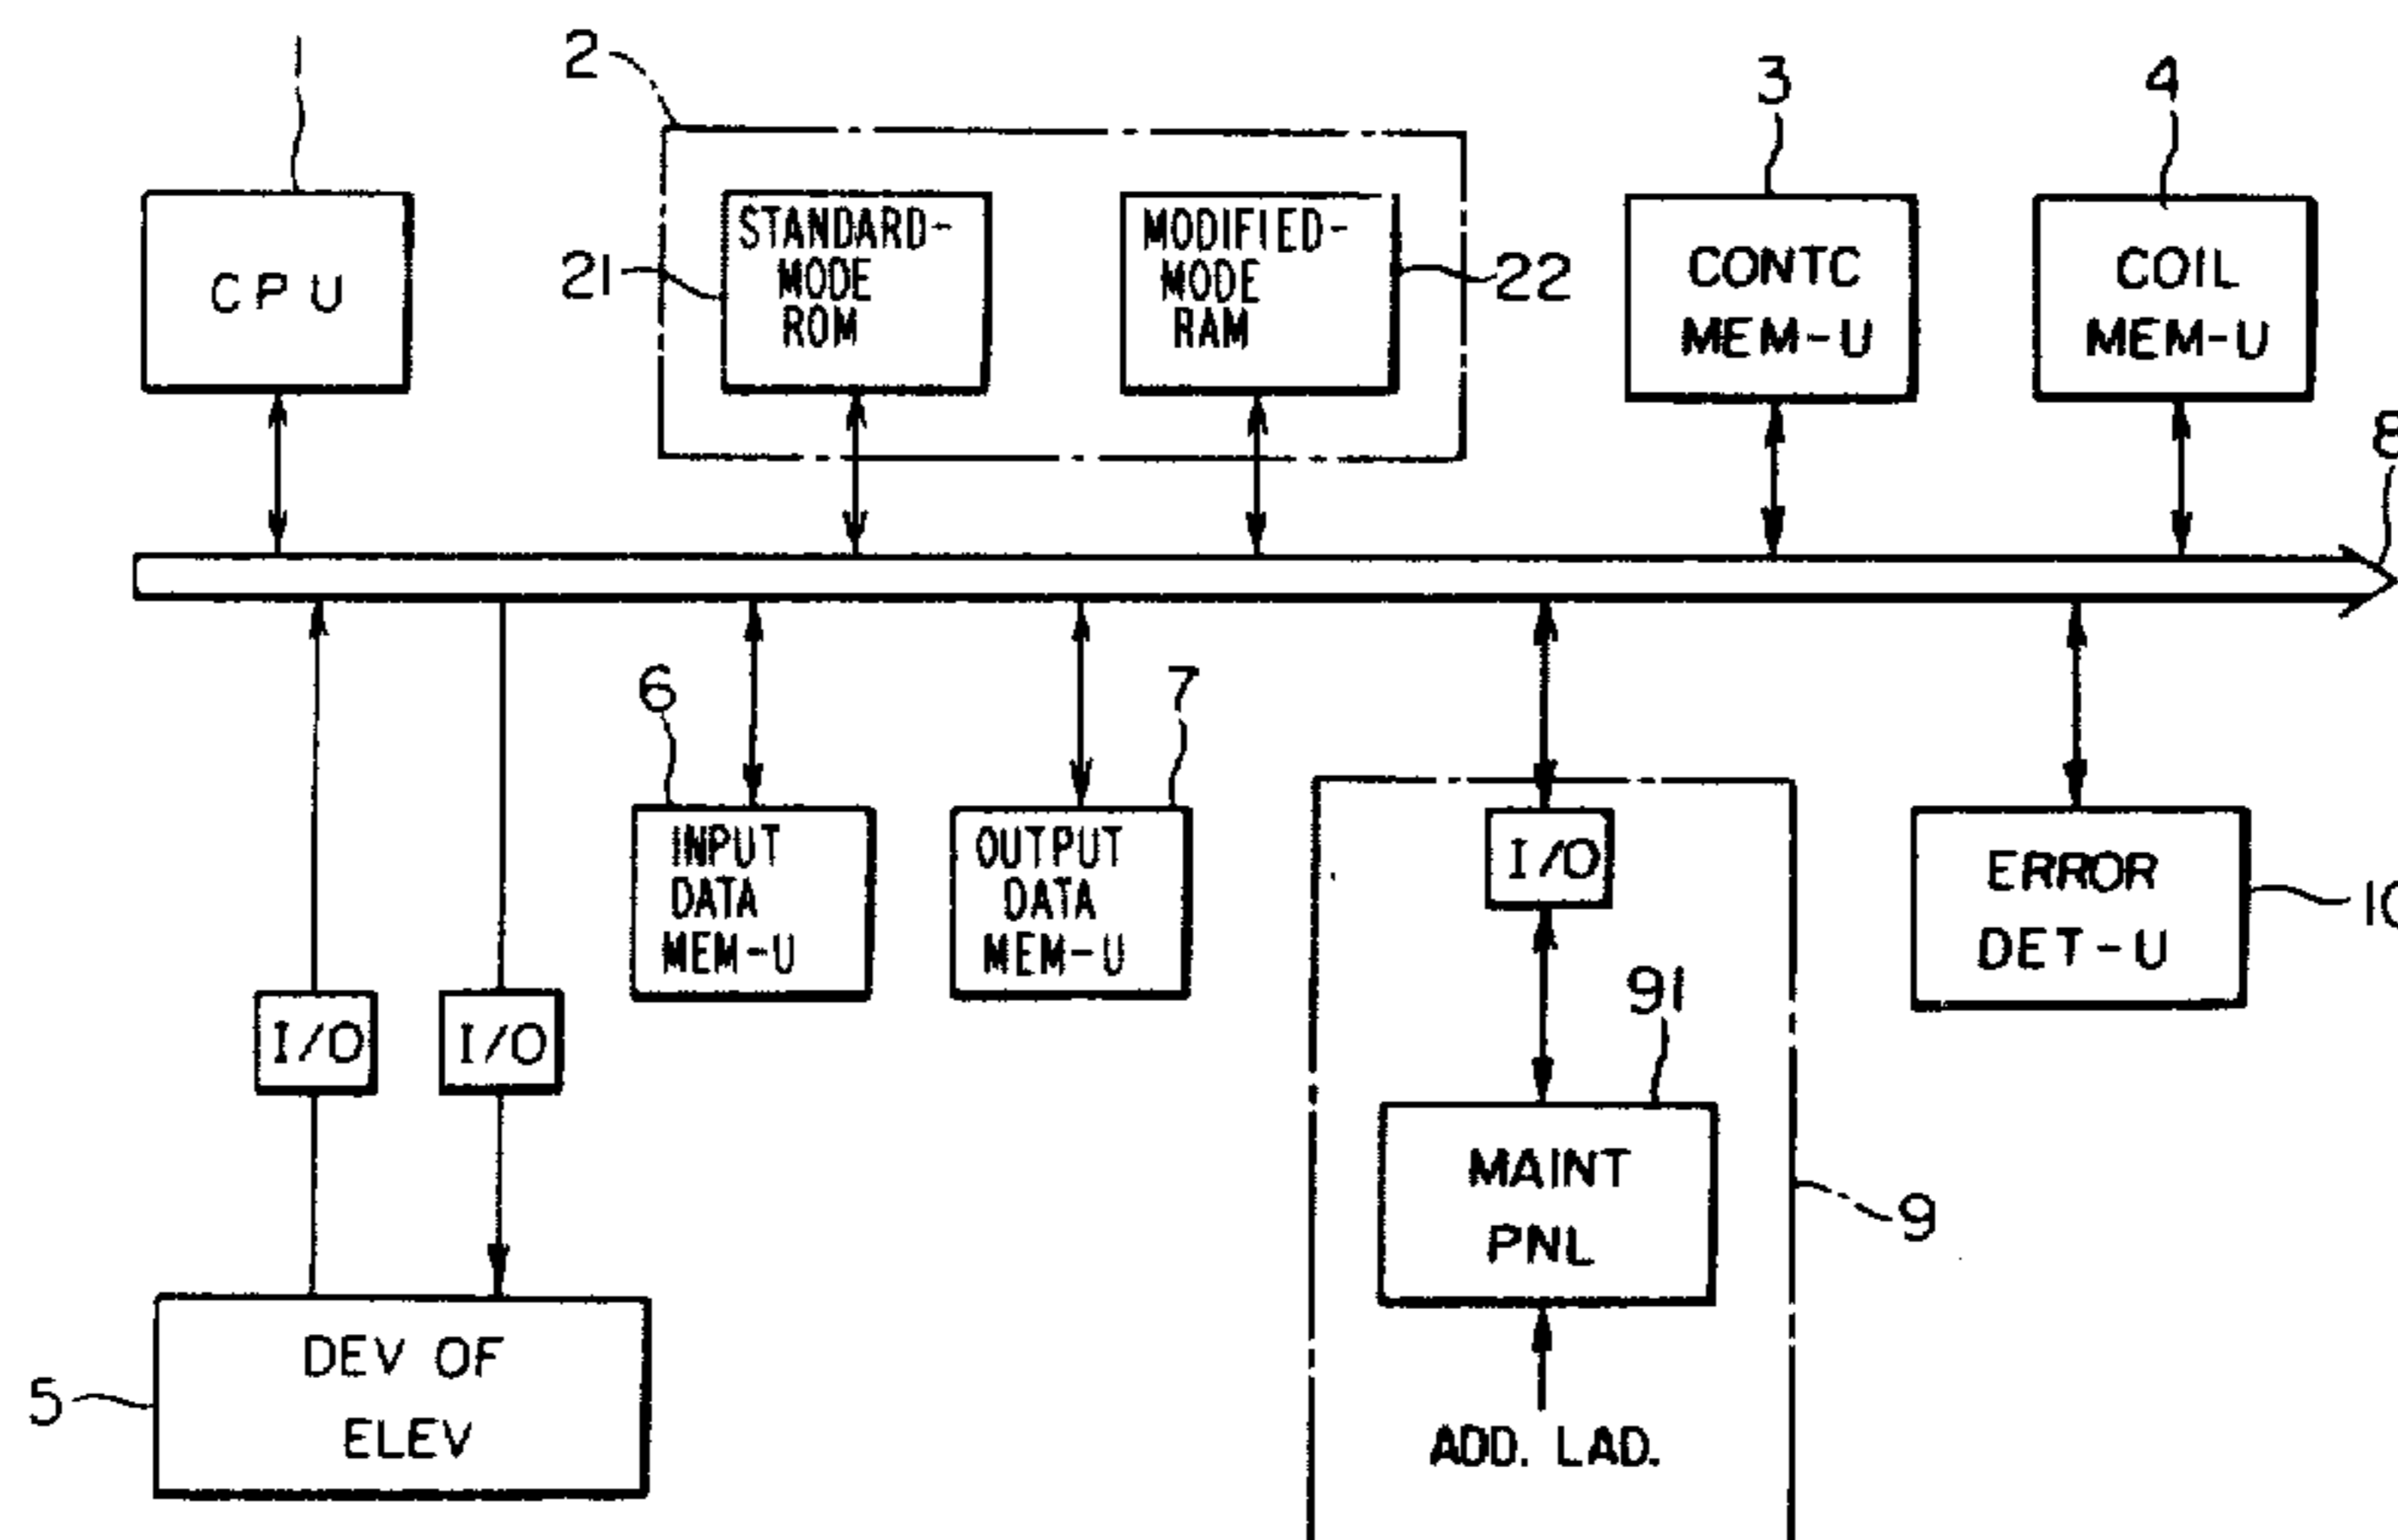 1
2
3
4
CPU
21
STANDARD-
MODE
ROM
MODIFIED-
MODE
RAM
22
CONTC
MEM-U
COIL
MEM-U
8
6
7
INPUT
DATA
MEM-U
OUTPUT
DATA
MEM-U
I/O
ERROR
DET-U
I/O
I/O
91
MAINT
PNL
9
5
DEV OF
ELEV
ADD. LAD.